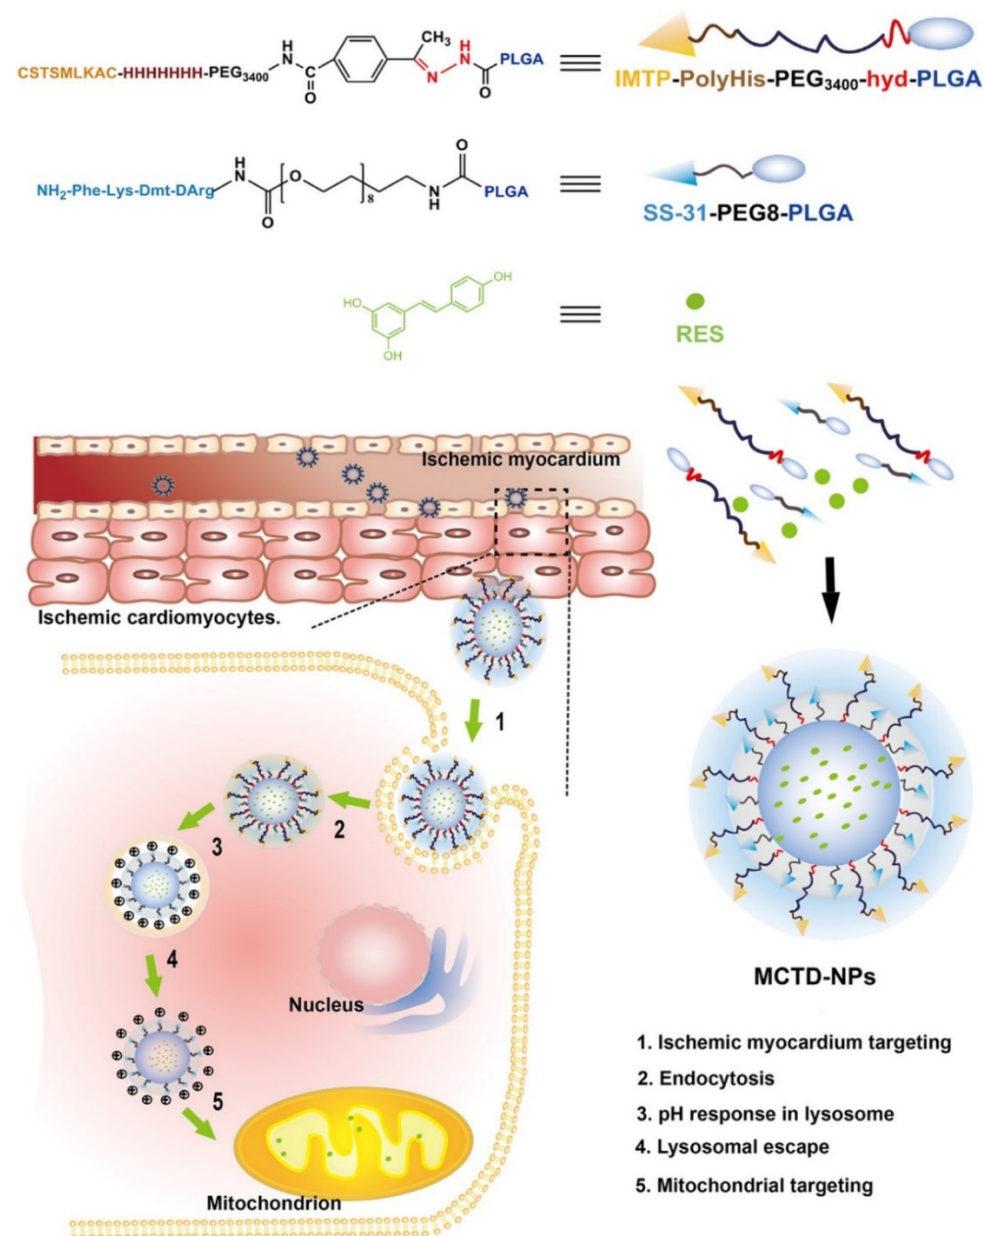 CSTSMLKAC-HHHHHHH-PEG3400
H
N
O
CH3
N
H
N
O
PLGA
IMTP-PolyHis-PEG3400-hyd-PLGA
NH2-Phe-Lys-Dmt-DArg
H
N
O
O
8
N
H
O
PLGA
SS-31-PEG8-PLGA
HO
OH
OH
RES
Ischemic myocardium
Ischemic cardiomyocytes.
1
2
3
4
5
Nucleus
Mitochondrion
MCTD-NPs
1. Ischemic myocardium targeting
2. Endocytosis
3. pH response in lysosome
4. Lysosomal escape
5. Mitochondrial targeting